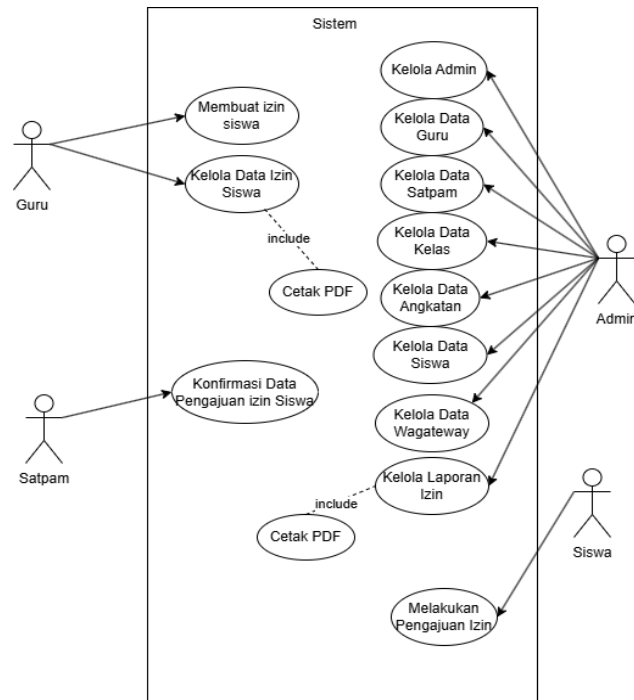 Sistem
Kelola Admin
Membuat izin
siswa
Kelola Data
Guru
Guru
Kelola Data Izin
Siswa
Kelola Data
Satpam
include
Kelola Data
Kelas
Cetak PDF
Kelola Data
Angkatan
Admin
Kelola Data
Siswa
Konfirmasi Data
Pengajuan izin Siswa
Satpam
Kelola Data
Wagateway
Kelola Laporan
Izin
include
Cetak PDF
Siswa
Melakukan
Pengajuan Izin